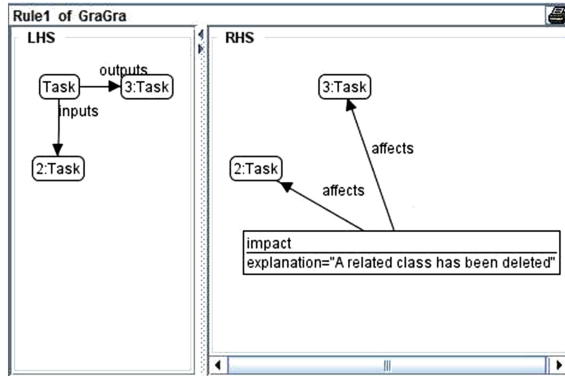 Rule1 of GraGra
LHS
outputs
Task
3:Task
inputs
2:Task
RHS
3:Task
affects
2:Task
affects
impact
explanation="A related class has been deleted"